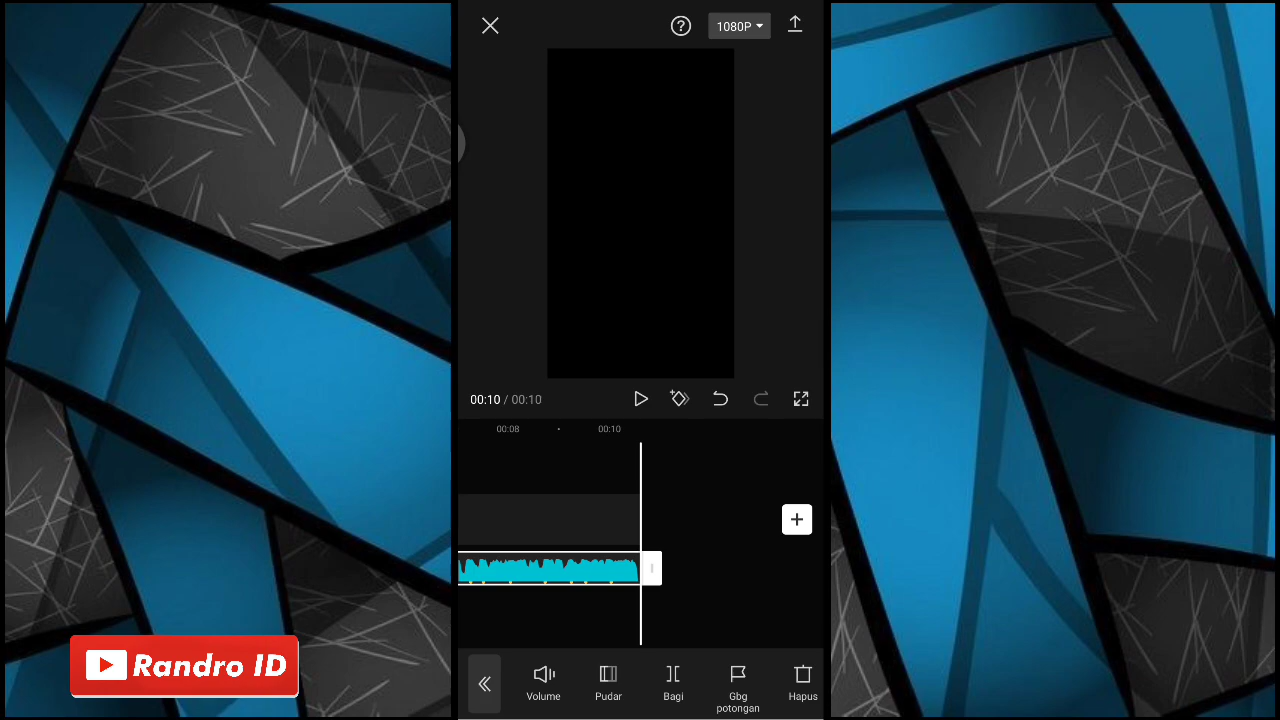 1080P
00:10 / 00:10
00:08
00:10
Volume
Pudar
Bagi
Gbg
potongan
Hapus
Randro ID